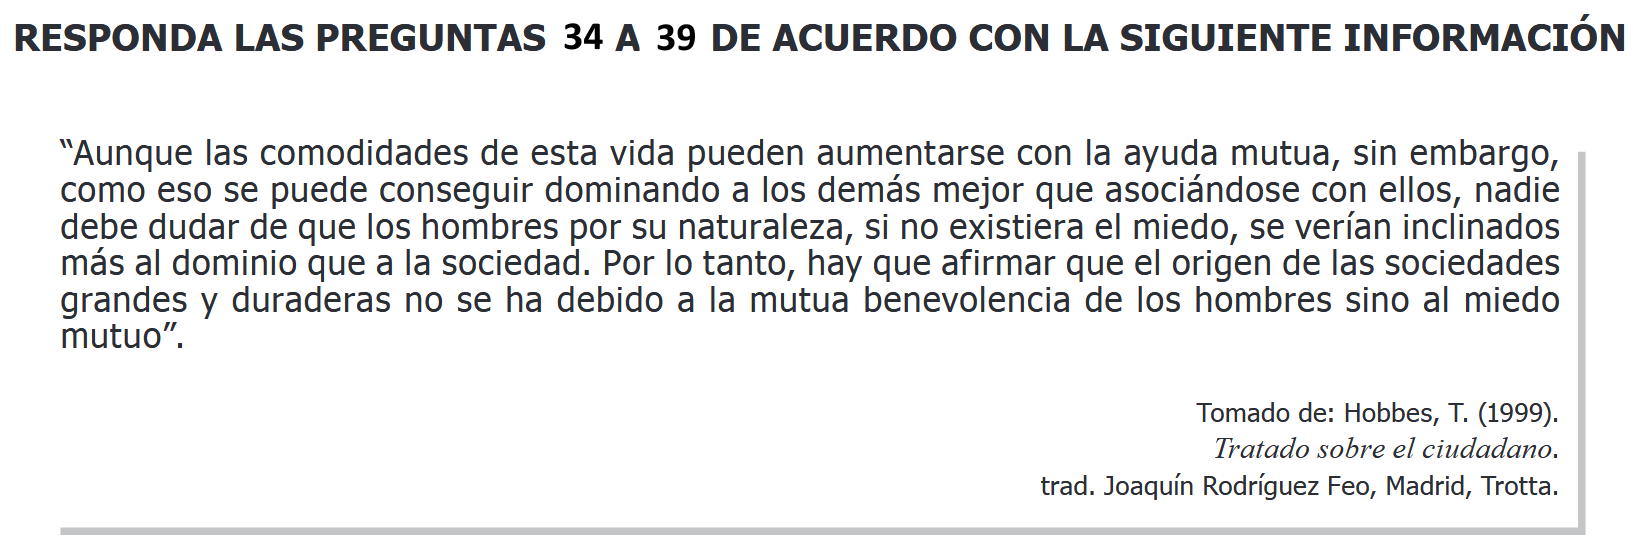 RESPONDA LAS PREGUNTAS 34 A 39 DE ACUERDO CON LA SIGUIENTE INFORMACIÓN
“Aunque las comodidades de esta vida pueden aumentarse con la ayuda mutua, sin embargo,
como eso se puede conseguir dominando a los demás mejor que asociándose con ellos, nadie
debe dudar de que los hombres por su naturaleza, si no existiera el miedo, se verían inclinados
más al dominio que a la sociedad. Por lo tanto, hay que afirmar que el origen de las sociedades
grandes y duraderas no se ha debido a la mutua benevolencia de los hombres sino al miedo
mutuo”.
Tomado de: Hobbes, T. (1999).
Tratado sobre el ciudadano.
trad. Joaquín Rodríguez Feo, Madrid, Trotta.